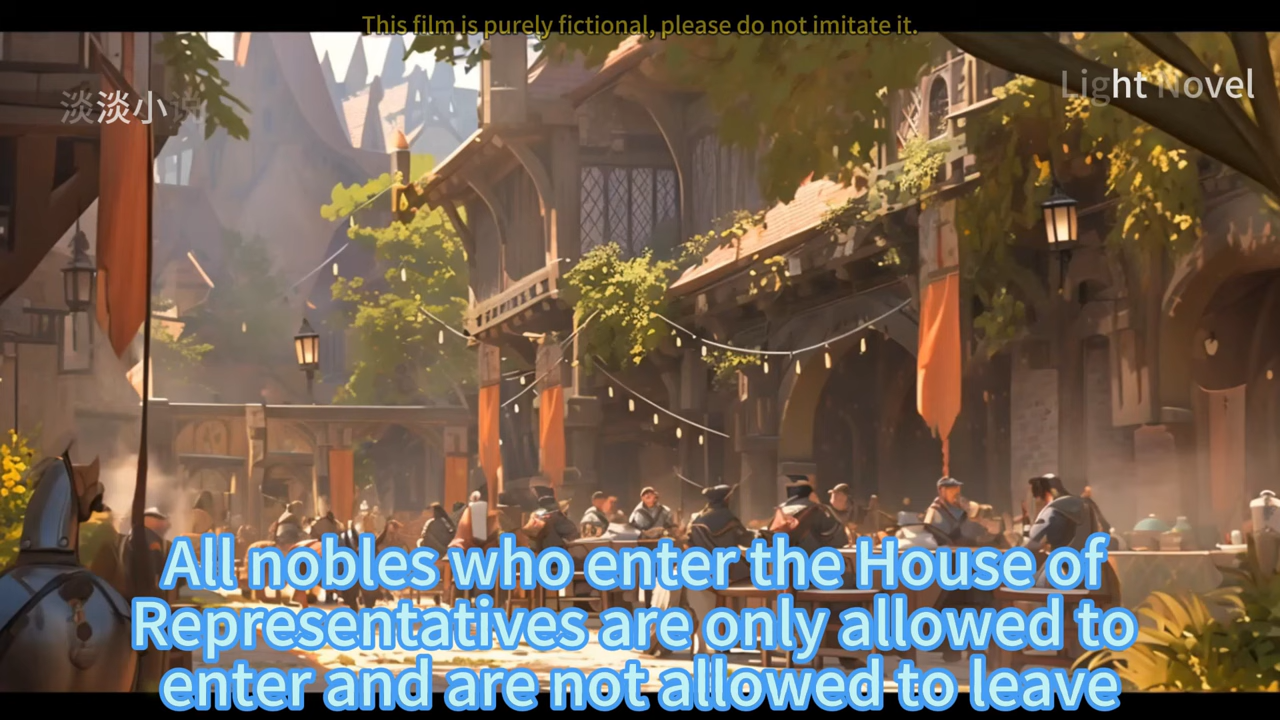 This film is purely fictional, please do not imitate it.
淡淡小说
Light Novel
All nobles who enter the House of
Representatives are only allowed to
enter and are not allowed to leave